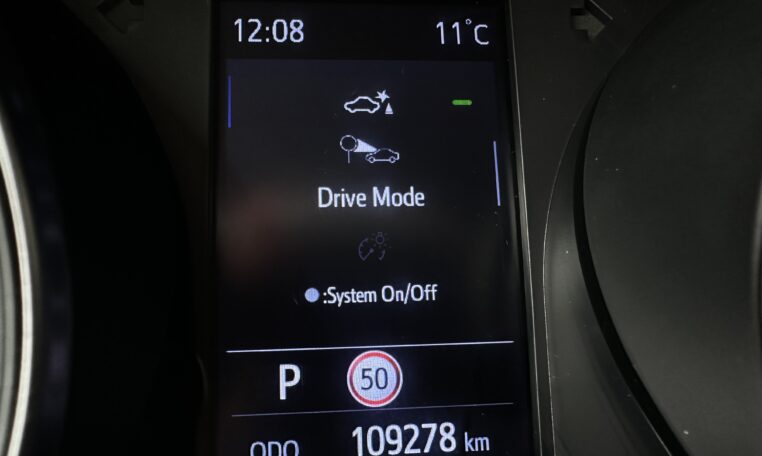 12:08 11°C
Drive Mode
:System On/Off
P 50
ODO 109278 km